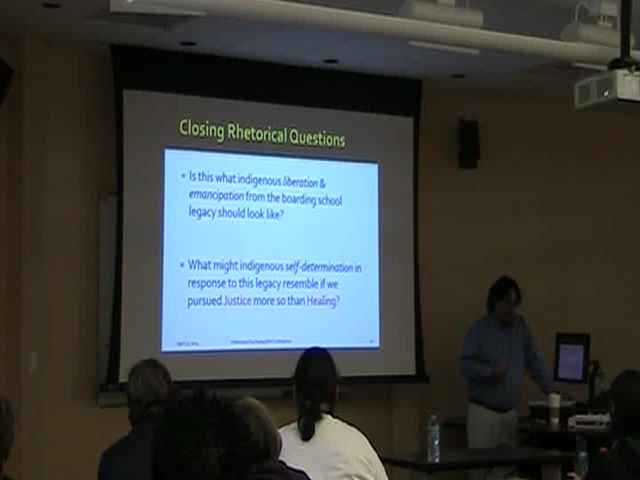 Closing Rhetorical Questions
Is this what indigenous liberation &
emancipation from the boarding school
legacy should look like?
What might indigenous self-determination in
response to this legacy resemble if we
pursued Justice more so than Healing?